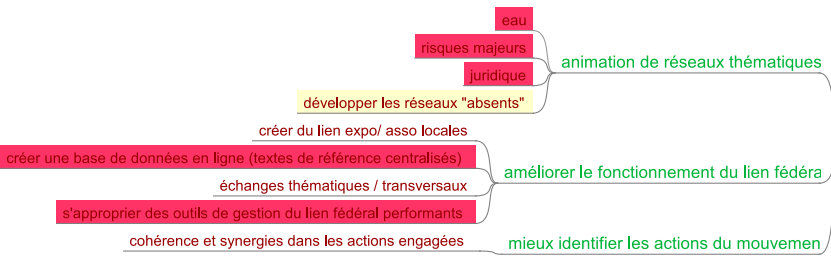 eau
risques majeurs
juridique
développer les réseaux "absents"
animation de réseaux thématiques
créer du lien expo/ asso locales
créer une base de données en ligne (textes de référence centralisés)
échanges thématiques / transversaux
s'approprier des outils de gestion du lien fédéral performants
améliorer le fonctionnement du lien fédéra
cohérence et synergies dans les actions engagées
mieux identifier les actions du mouvemen